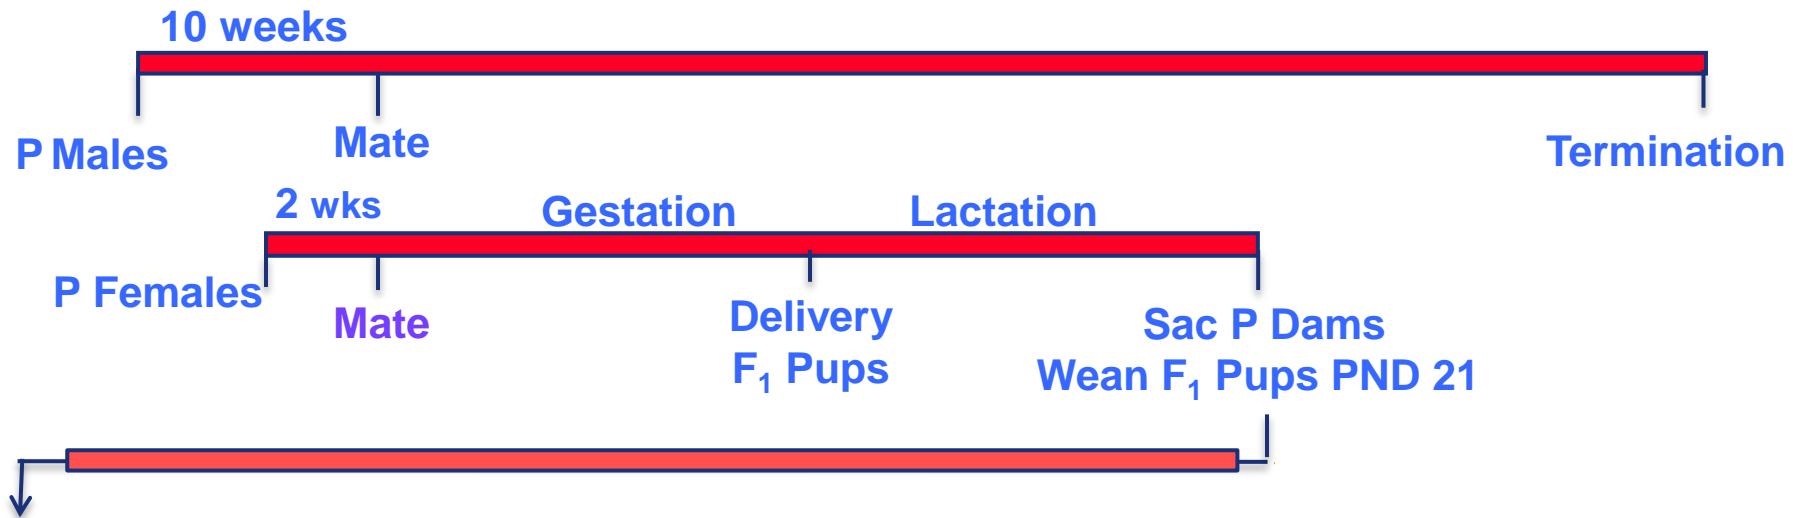 10 weeks
P Males
Mate
Termination
2 wks
Gestation
Lactation
P Females
Mate
Delivery
F₁ Pups
Sac P Dams
Wean F₁ Pups PND 21